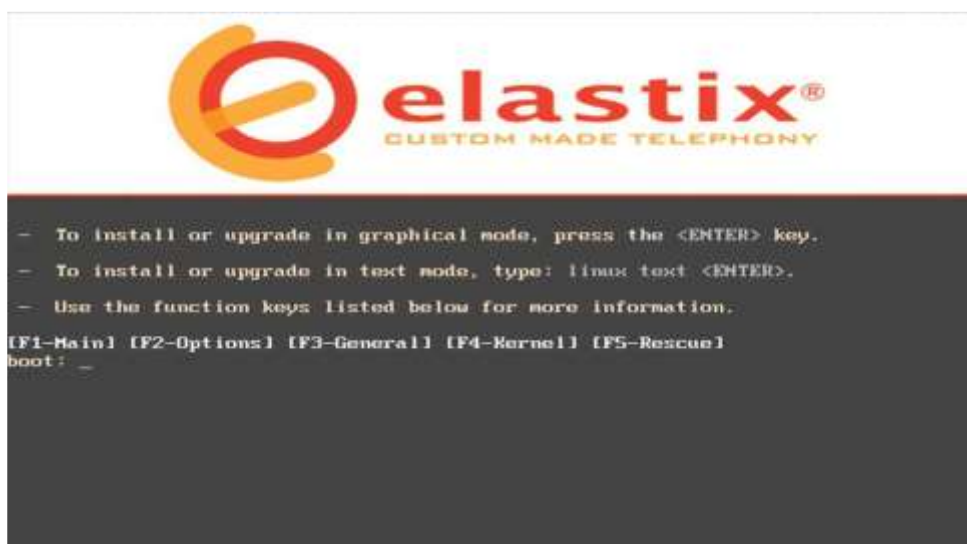 elastix®
CUSTOM MADE TELEPHONY
- To install or upgrade in graphical mode, press the <ENTER> key.
- To install or upgrade in text mode, type: linux text <ENTER>.
- Use the function keys listed below for more information.
[F1-Main] [F2-Options] [F3-General] [F4-Kernel] [F5-Rescue]
boot: _